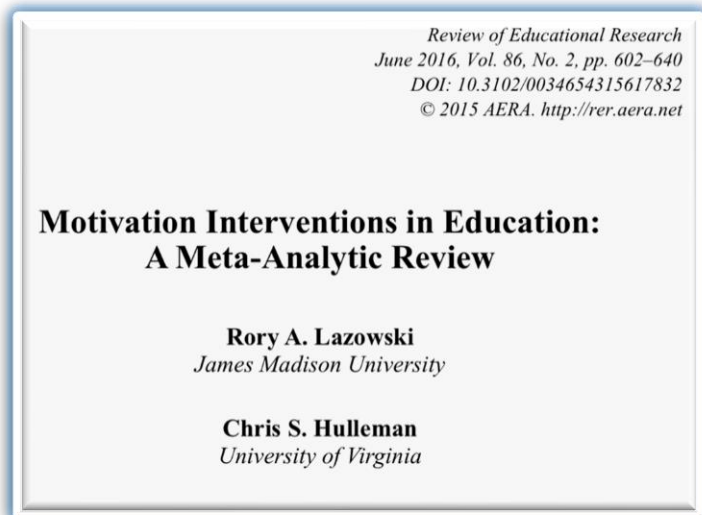 Review of Educational Research
June 2016, Vol. 86, No. 2, pp. 602–640
DOI: 10.3102/0034654315617832
© 2015 AERA. http://rer.aera.net
Motivation Interventions in Education:
A Meta-Analytic Review
Rory A. Lazowski
James Madison University
Chris S. Hulleman
University of Virginia